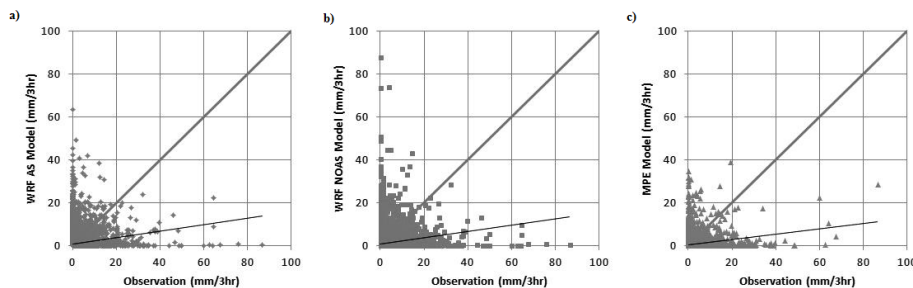 a)
WRF AS Model (mm/3hr)
100
80
60
40
20
0
0 20 40 60 80 100
Observation (mm/3hr)
b)
WRF NOAS Model (mm/3hr)
100
80
60
40
20
0
0 20 40 60 80 100
Observation (mm/3hr)
c)
MPE Model (mm/3hr)
100
80
60
40
20
0
0 20 40 60 80 100
Observation (mm/3hr)